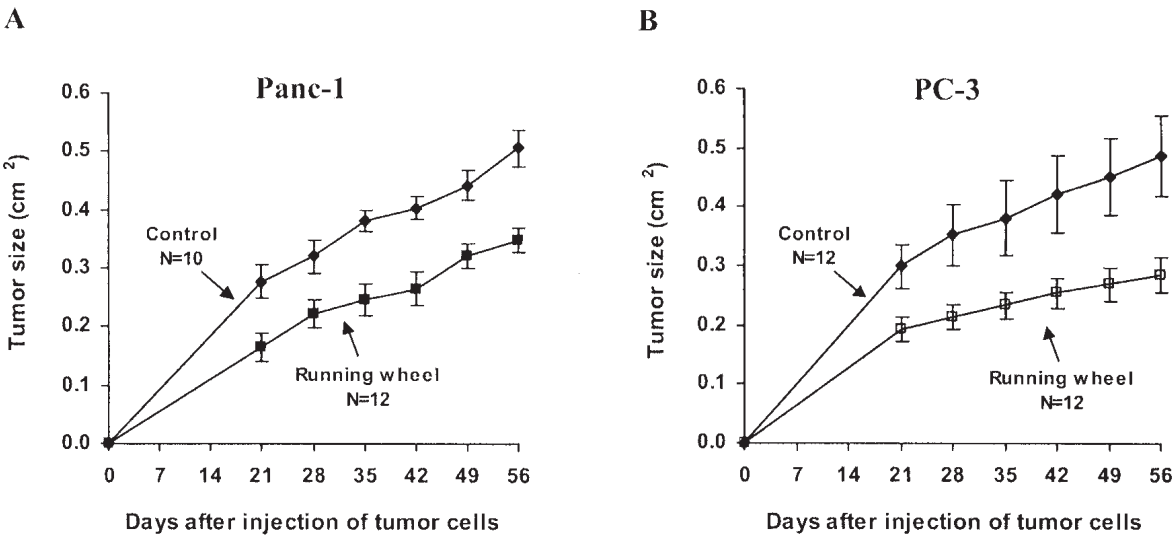 A
Panc-1
Tumor size (cm 2)
0.6
0.5
0.4
0.3
0.2
0.1
0.0
Control
N=10
Running wheel
N=12
0 7 14 21 28 35 42 49 56
Days after injection of tumor cells
B
PC-3
Tumor size (cm 2)
0.6
0.5
0.4
0.3
0.2
0.1
0.0
Control
N=12
Running wheel
N=12
0 7 14 21 28 35 42 49 56
Days after injection of tumor cells